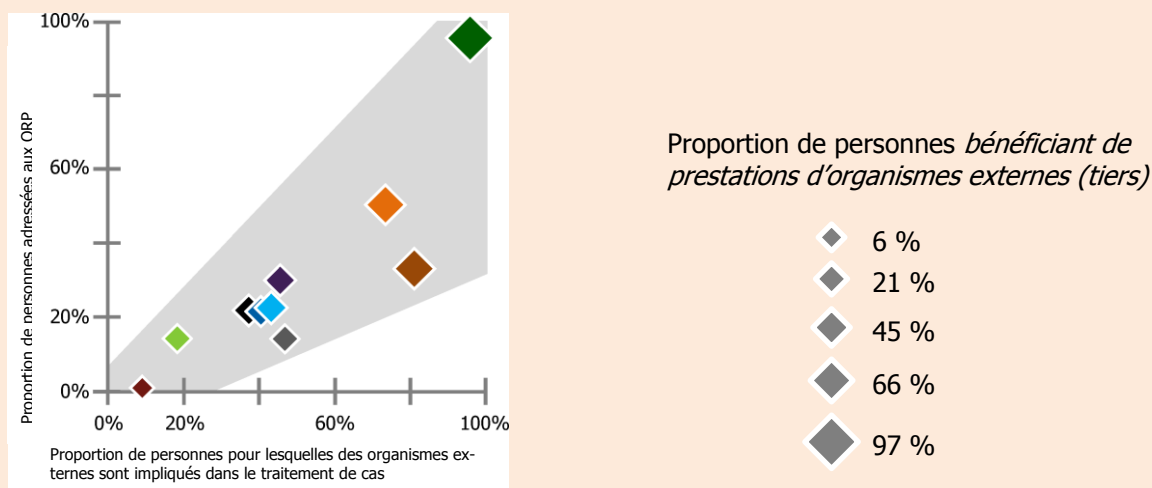 100%
60%
20%
0%
Proportion de personnes adressées aux ORP
0%
20%
60%
100%
Proportion de personnes pour lesquelles des organismes ex-
ternes sont impliqués dans le traitement de cas
Proportion de personnes bénéficiant de
prestations d’organismes externes (tiers)
6 %
21 %
45 %
66 %
97 %